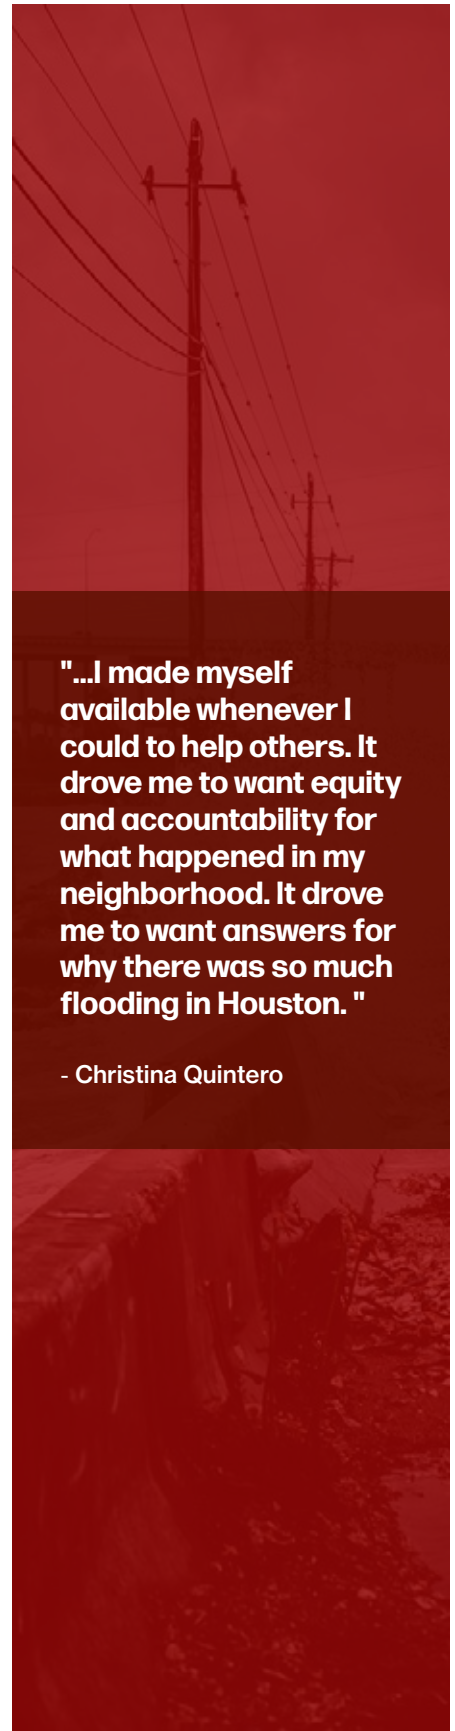 "...I made myself
available whenever I
could to help others. It
drove me to want equity
and accountability for
what happened in my
neighborhood. It drove
me to want answers for
why there was so much
flooding in Houston. "
- Christina Quintero